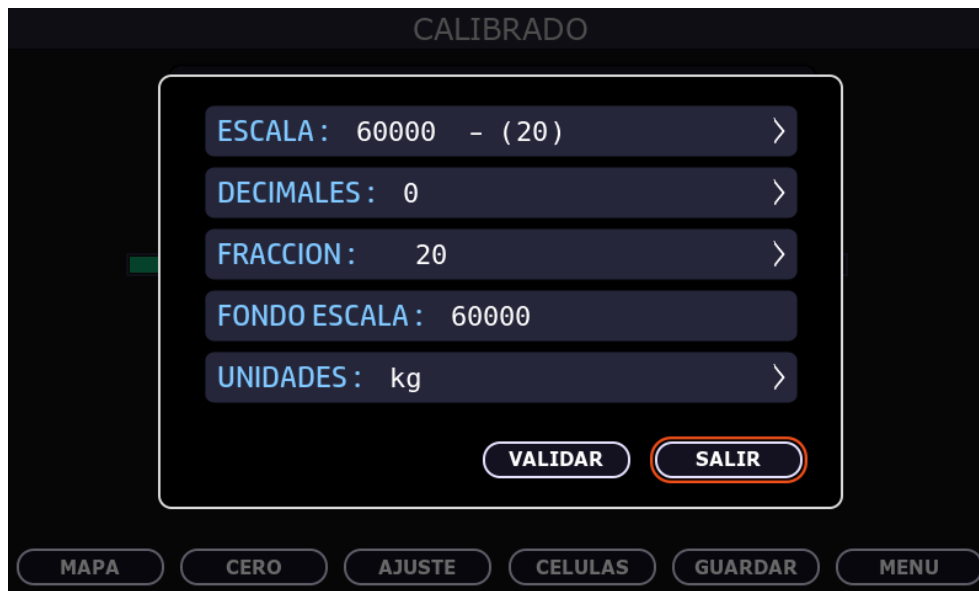 CALIBRADO
ESCALA : 60000 - (20)
DECIMALES : 0
FRACCION : 20
FONDO ESCALA : 60000
UNIDADES : kg
VALIDAR SALIR
MAPA CERO AJUSTE CELULAS GUARDAR MENU